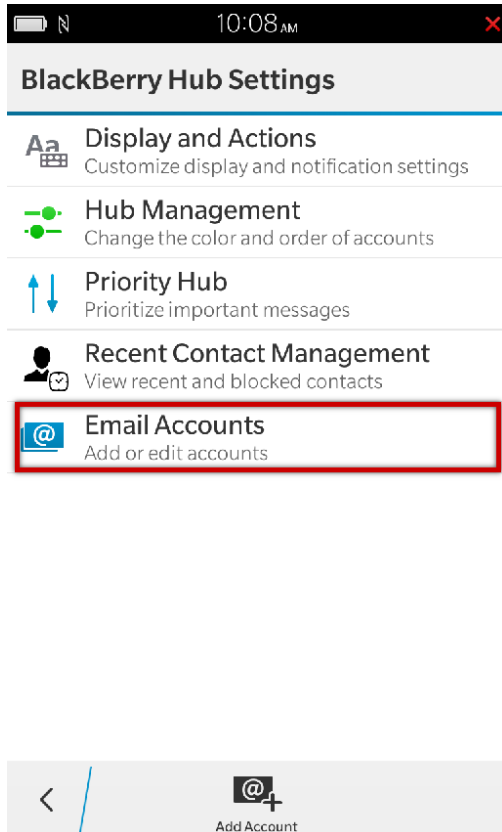 10:08 AM
BlackBerry Hub Settings
Display and Actions
Customize display and notification settings
Hub Management
Change the color and order of accounts
Priority Hub
Prioritize important messages
Recent Contact Management
View recent and blocked contacts
Email Accounts
Add or edit accounts
Add Account